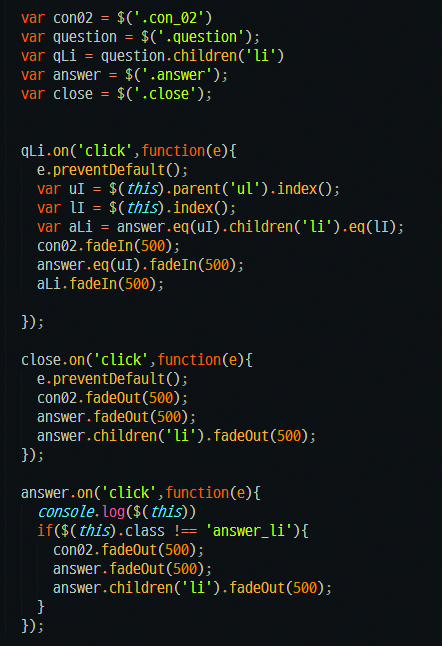 var con02 = $('.con_02')
var question = $('.question');
var qLi = question.children('li')
var answer = $('.answer');
var close = $('.close');
qLi.on('click',function(e){
e.preventDefault();
var uI = $(this).parent('ul').index();
var lI = $(this).index();
var aLi = answer.eq(uI).children('li').eq(lI);
con02.fadeIn(500);
answer.eq(uI).fadeIn(500);
aLi.fadeIn(500);
});
close.on('click',function(e){
e.preventDefault();
con02.fadeOut(500);
answer.fadeOut(500);
answer.children('li').fadeOut(500);
});
answer.on('click',function(e){
console.log($(this))
if($(this).class !== 'answer_li'){
con02.fadeOut(500);
answer.fadeOut(500);
answer.children('li').fadeOut(500);
}
});